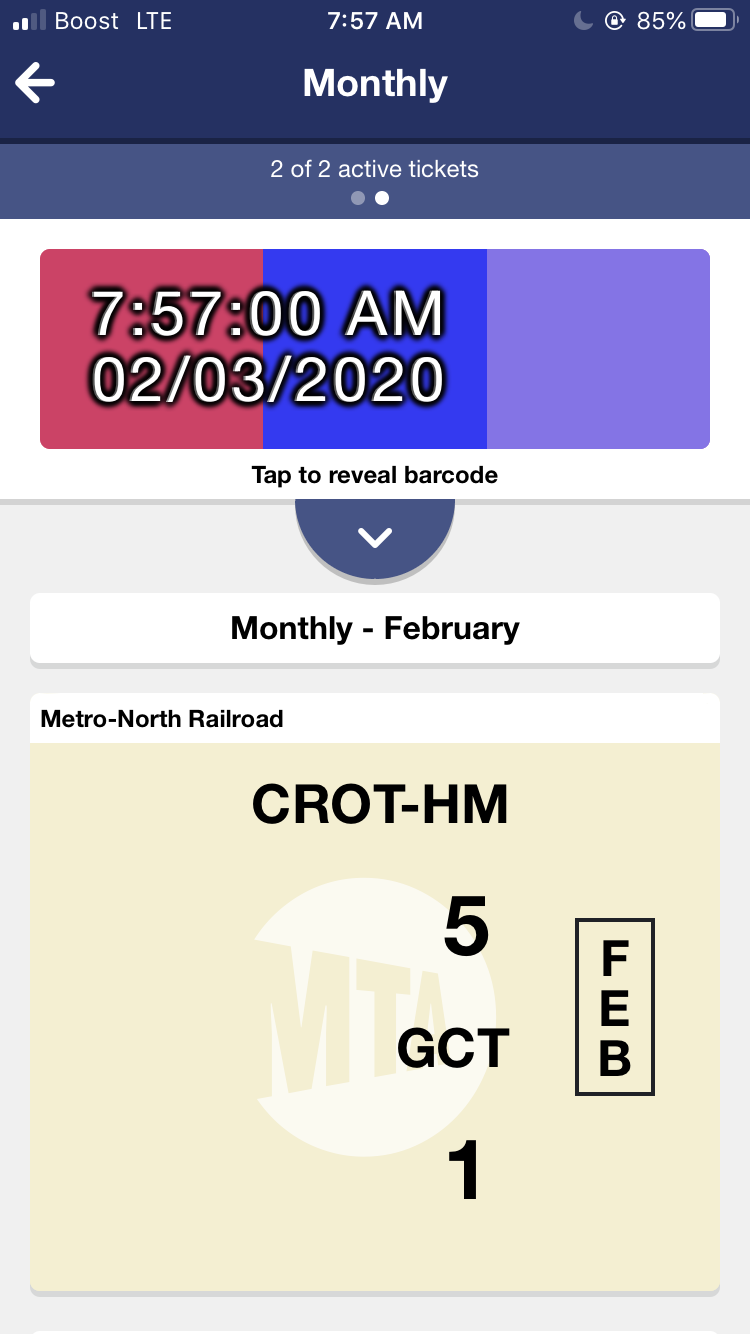 Boost LTE 7:57 AM 85%
Monthly
2 of 2 active tickets
7:57:00 AM
02/03/2020
Tap to reveal barcode
Monthly - February
Metro-North Railroad
CROT-HM
5
MTA
GCT
1
F
E
B